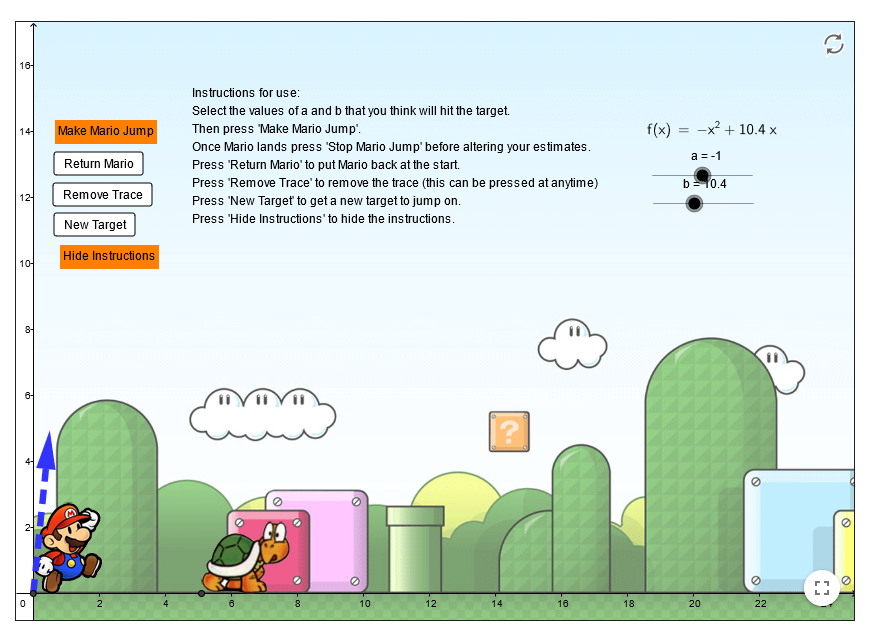 16
Instructions for use:
Select the values of a and b that you think will hit the target.
Make Mario Jump
14
Then press 'Make Mario Jump'.
f(x) = −x² + 10.4 x
Once Mario lands press 'Stop Mario Jump' before altering your estimates.
a = -1
Return Mario
Press 'Return Mario' to put Mario back at the start.
Press 'Remove Trace' to remove the trace (this can be pressed at anytime)
b = 10.4
Remove Trace
12
Press 'New Target' to get a new target to jump on.
New Target
Press 'Hide Instructions' to hide the instructions.
Hide Instructions
10
8
6
?
4
2
0 2 4 6 8 10 12 14 16 18 20 22